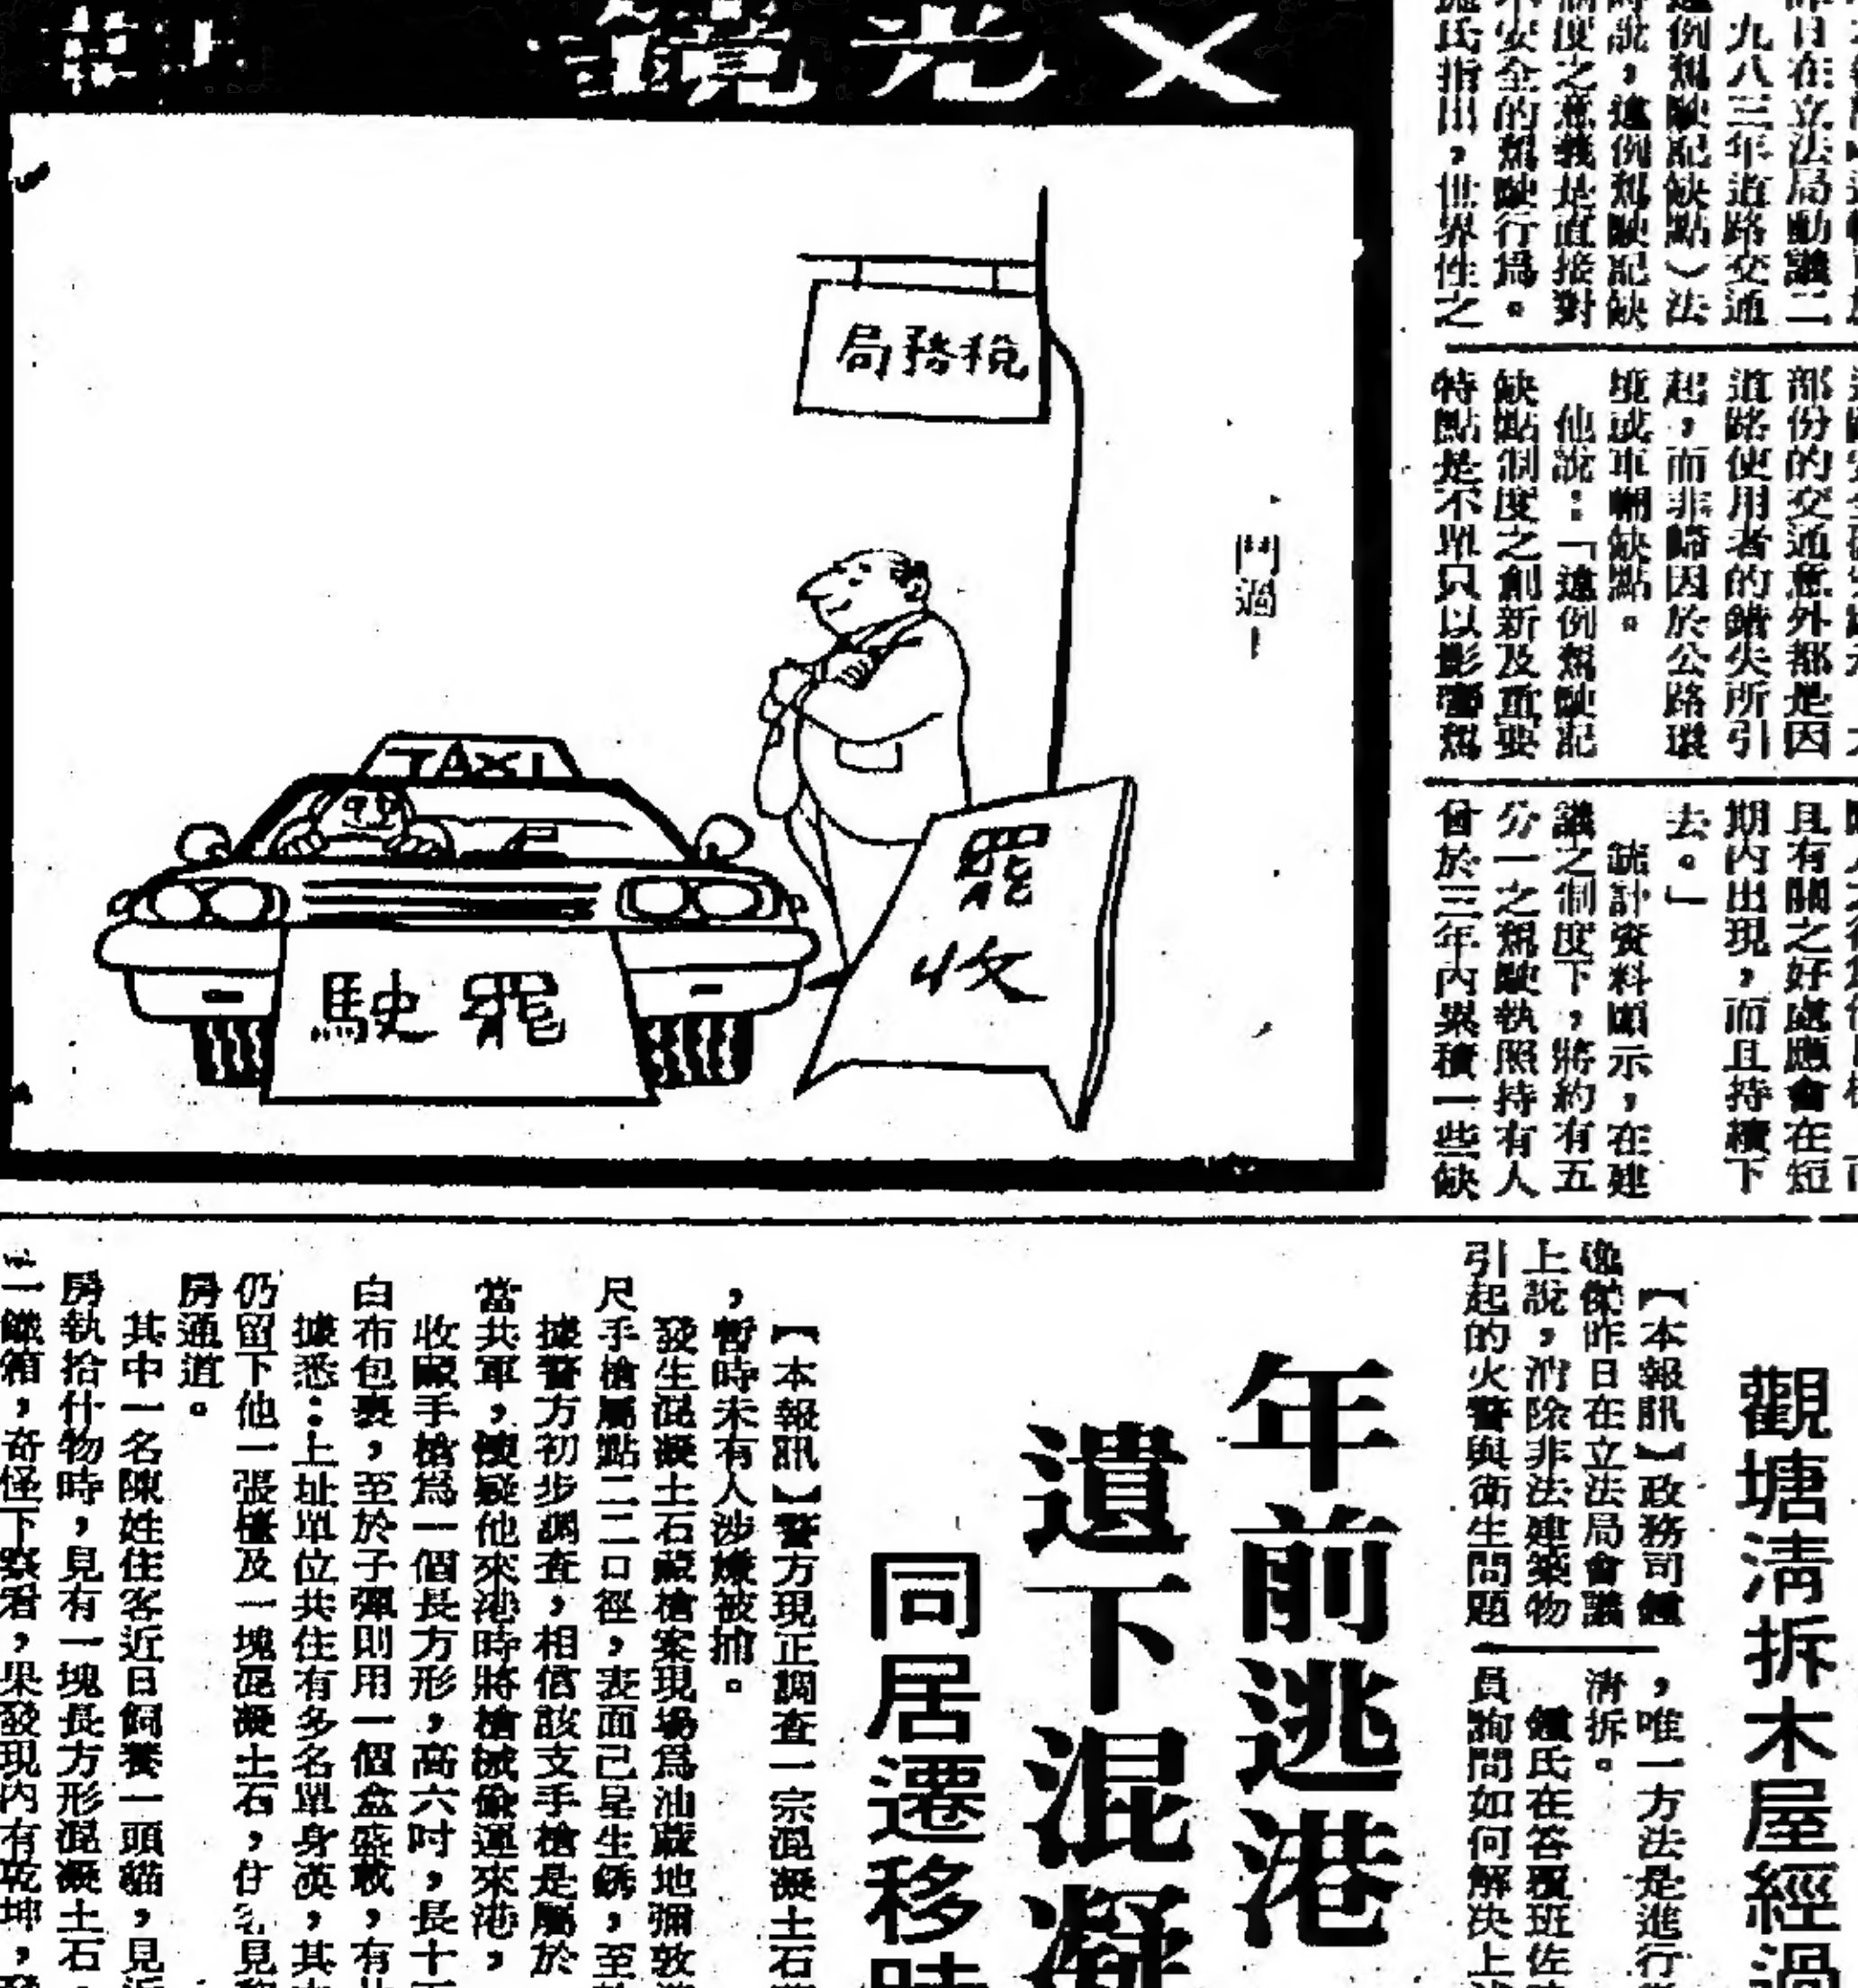 X光鏡
稅務局
鬥過！
TAXI
罷駛
罷收
九八三年道路交通
違例駕駛記缺點）法
時說，違例駕駛記缺
制度之意義是直接對
不安全的駕駛行爲。
施氏指出，世界性之
部份的交通意外都是因
道路使用者的錯失所引
起，而非歸因於公路環
境或車輛缺點。
他說：「違例駕駛記
缺點制度之創新及重要
特點是不單只以影響駕
且有關之好處應會在短
期內出現，而且持續下
去。」
統計資料顯示，在建
議之制度下，將約有五
分一之駕駛執照持有人
會於三年內累積一些缺
觀塘清拆木屋經過
【本報訊】政務司鍾
逸傑昨日在立法局會議
上說，消除非法建築物
引起的火警與衛生問題
，唯一方法是進行
清拆。
鍾氏在答覆班佐時
員詢問如何解決上述
年前逃港
遺下混凝
同居遷移時
【本報訊】警方現正調查一宗混凝土石
，暫時未有人涉嫌被捕。
發生混凝土石藏槍案現場爲油蔴地彌敦道
尺手槍屬點二二口徑，表面已呈生銹，至
據警方初步調查，相信該支手槍是屬於
當共軍，懷疑他來港時將槍械偷運來港，
收藏手槍爲一個長方形，高六吋，長十
白布包裹，至於子彈則用一個盒盛載，有
據悉：上址單位共住有多名單身漢，其
仍留下他一張櫈及一塊混凝土石，住客見
房通道。
其中一名陳姓住客近日飼養一頭貓，見
房執拾什物時，見有一塊長方形混凝土石，
一鐵箱，奇怪下察看，果發現內有乾坤，